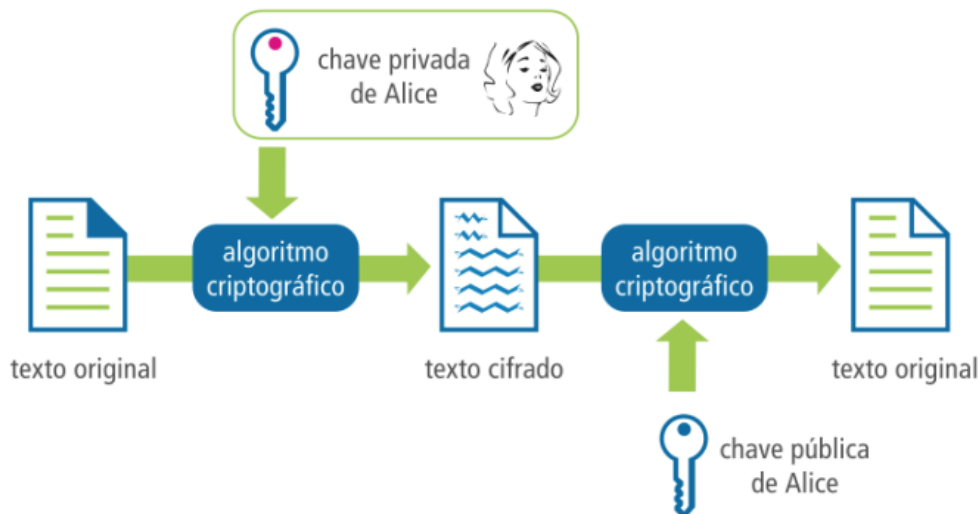 chave privada
de Alice
algoritmo
criptográfico
algoritmo
criptográfico
texto original
texto cifrado
texto original
chave pública
de Alice